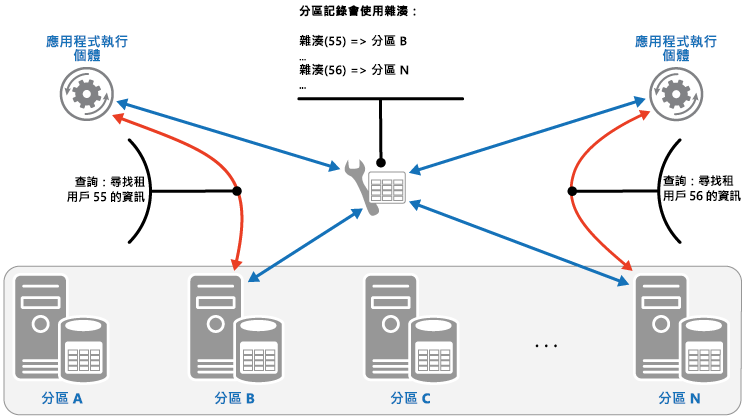 分區記錄會使用雜湊：
雜湊(55) => 分區 B
...
雜湊(56) => 分區 N
...
應用程式執行
個體
應用程式執行
個體
查詢：尋找租
用戶 55 的資訊
查詢：尋找租
用戶 56 的資訊
...
分區 A
分區 B
分區 C
分區 N